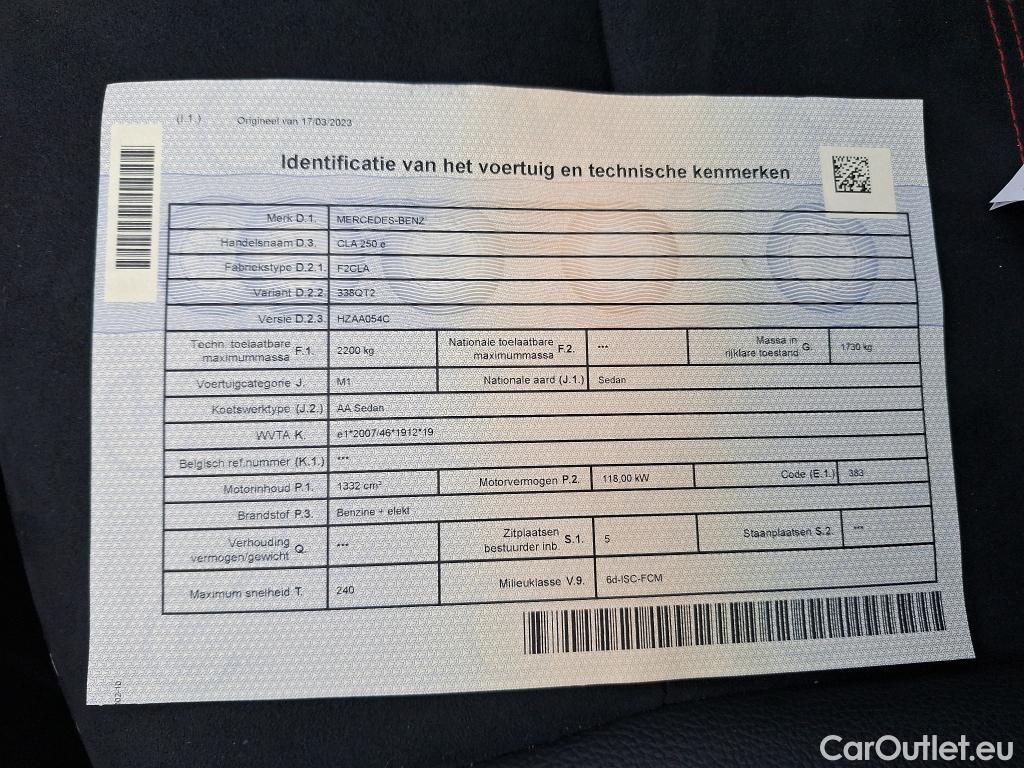 (I.1.) Origineel van 17/03/2023
Identificatie van het voertuig en technische kenmerken
Merk D.1. MERCEDES-BENZ
Handelsnaam D.3. CLA 250 e
Fabriekstype D.2.1. F2CLA
Variant D.2.2. 338QT2
Versie D.2.3. HZAA054C
Techn. toelaatbare maximummassa F.1. 2200 kg Nationale toelaatbare maximummassa F.2. *** Massa in rijklare toestand G. 1730 kg
Voertuigcategorie J. M1 Nationale aard (J.1.) Sedan
Koetswerktype (J.2.) AA Sedan
WVTA K. e1*2007/46*1912*19
Belgisch ref.nummer (K.1.) ***
Motorinhoud P.1. 1332 cm³ Motorvermogen P.2. 118,00 kW Code (E.1.) 383
Brandstof P.3. Benzine + elekt
Verhouding vermogen/gewicht Q. *** Zitplaatsen bestuurder inb. S.1. 5 Staanplaatsen S.2. ***
Maximum snelheid T. 240 Milieuklasse V.9. 6d-ISC-FCM
CarOutlet.eu